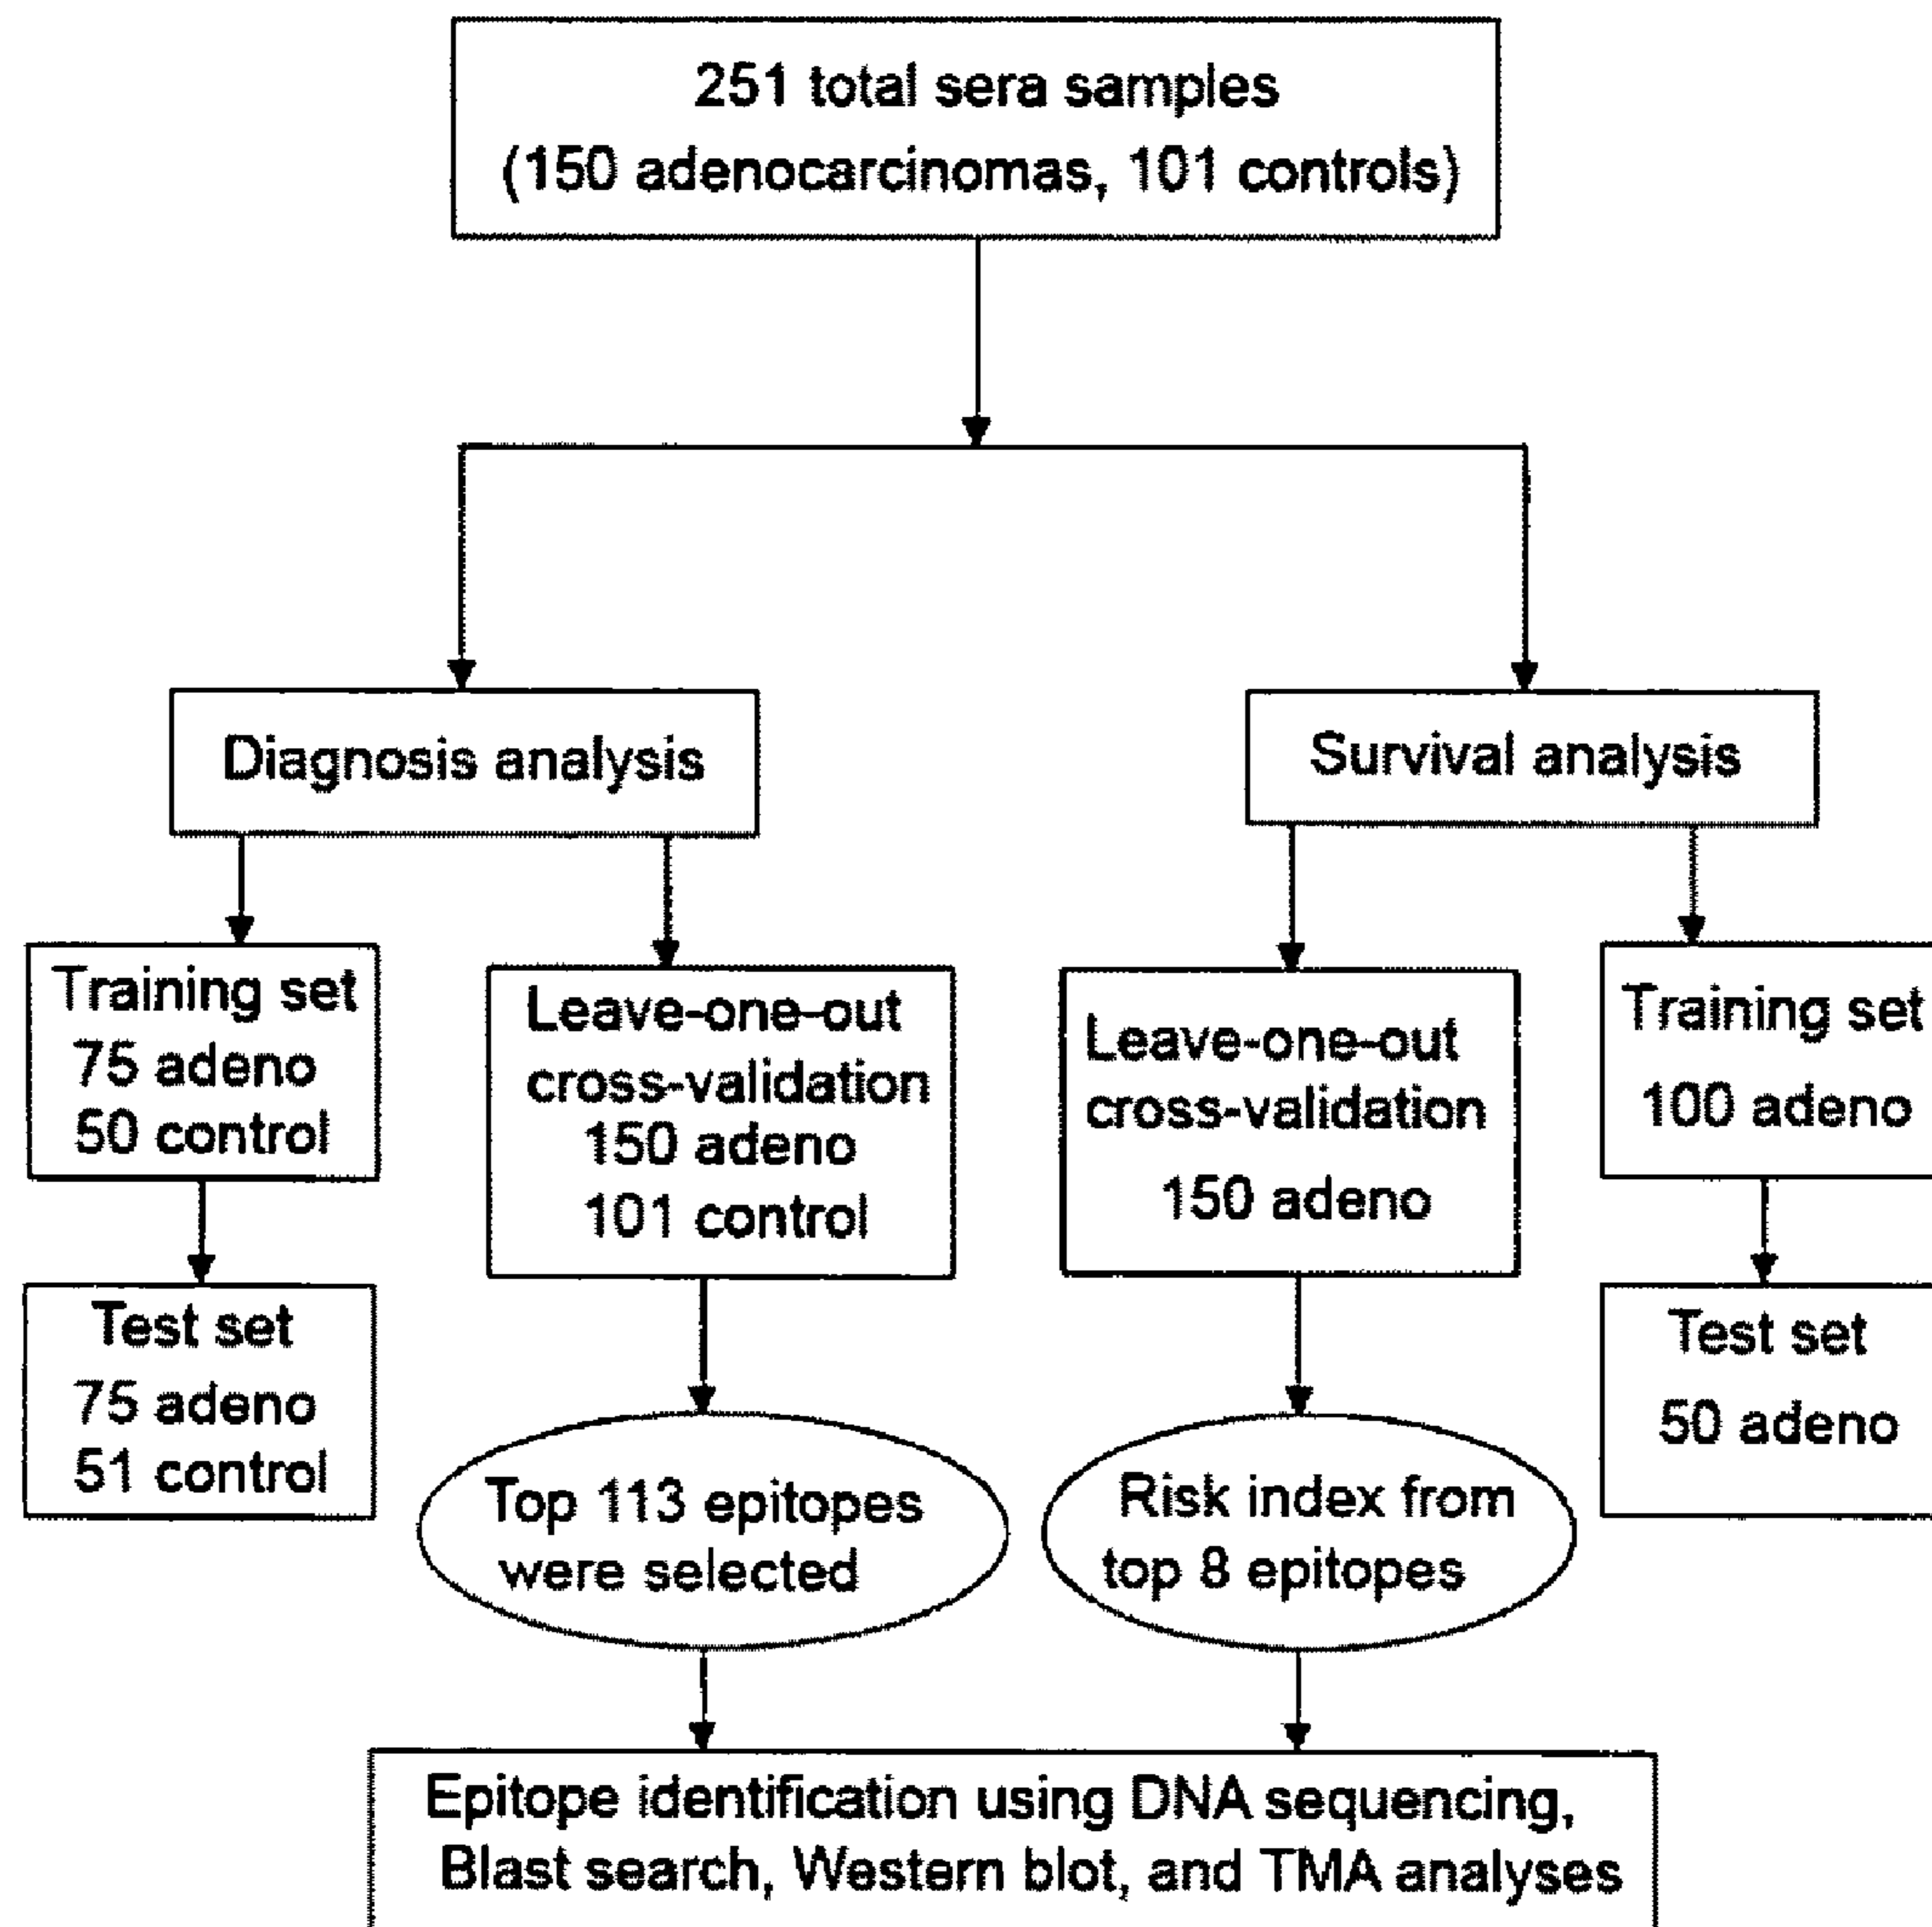 251 total sera samples
(150 adenocarcinomas, 101 controls)
Diagnosis analysis
Survival analysis
Training set
75 adeno
50 control
Leave-one-out
cross-validation
150 adeno
101 control
Leave-one-out
cross-validation
150 adeno
Training set
100 adeno
Test set
75 adeno
51 control
Top 113 epitopes
were selected
Risk index from
top 8 epitopes
Test set
50 adeno
Epitope identification using DNA sequencing,
Blast search, Western blot, and TMA analyses